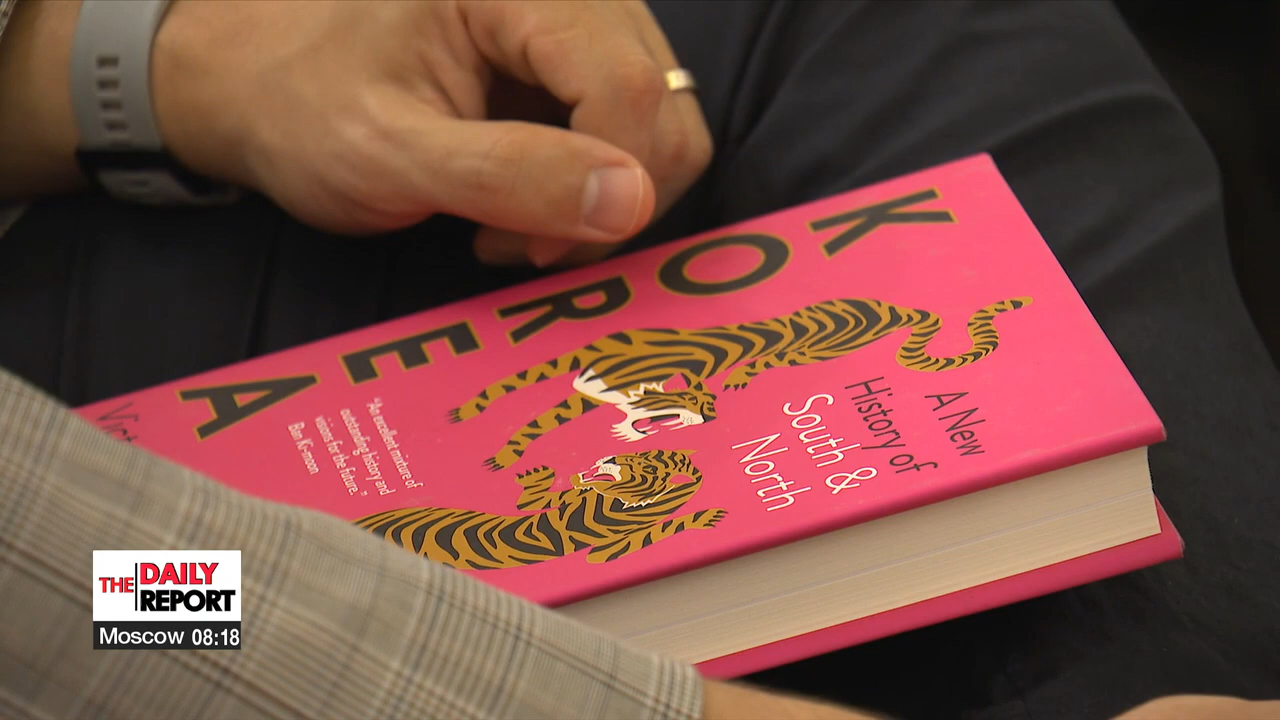 KOREA
A New
History of
South &
North
"An excellent mixture of
outstanding history and
visions for the future."
Ban Ki-moon
THE DAILY
REPORT
Moscow 08:18